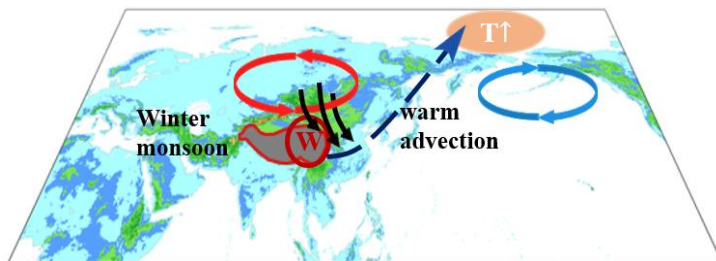 T↑
Winter
monsoon
W
warm
advection